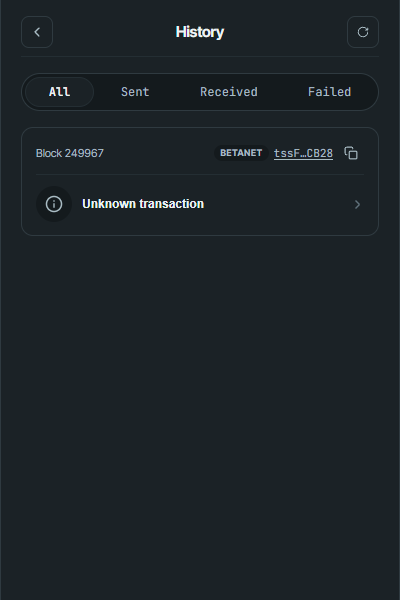 History
All Sent Received Failed
Block 249967 BETANET tssF…CB28
Unknown transaction